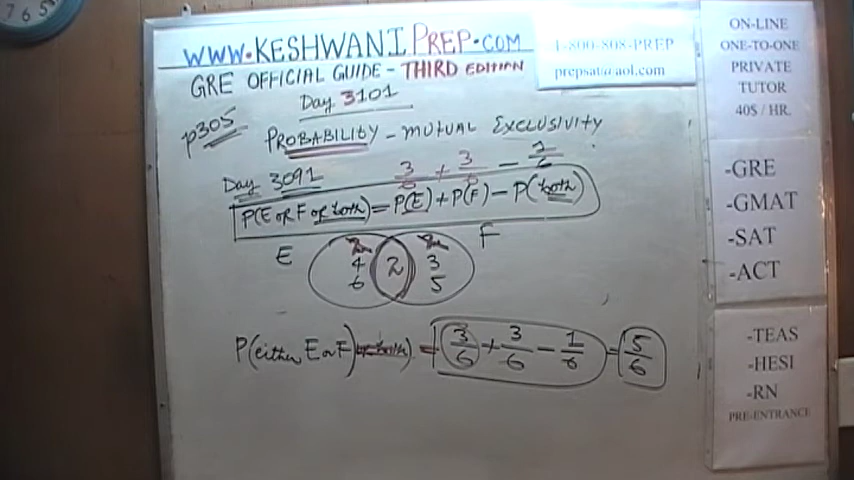 7 6 5
www.KESHWANIPREP.COM
1-800-808-PREP
prepsat@aol.com
GRE OFFICIAL GUIDE - THIRD EDITION
Day 3101
p305
PROBABILITY - MUTUAL EXCLUSIVITY
Day 3091
3/6 + 3/6 - 1/6
P(E or F or both) = P(E) + P(F) - P(both)
E F
4 2 3
6 5
P(either E or F) = 3/6 + 3/6 - 1/6 = 5/6
ON-LINE
ONE-TO-ONE
PRIVATE
TUTOR
40$ / HR.
-GRE
-GMAT
-SAT
-ACT
-TEAS
-HESI
-RN
PRE-ENTRANCE